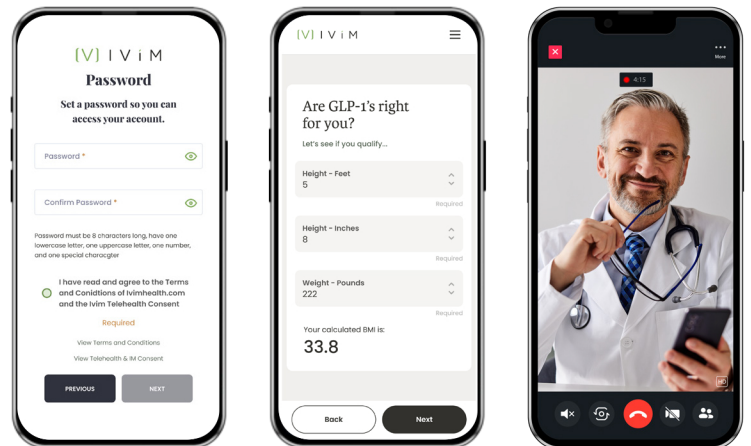 (V) IViM
Password
Set a password so you can
access your account.
Password *
Confirm Password *
Password must be 8 characters long, have one
lowercase letter, one uppercase letter, one number,
and one special characgter
I have read and agree to the Terms
and Conidtions of Ivimhealth.com
and the Ivim Telehealth Consent
Required
View Terms and Conditions
View Telehealth & IM Consent
PREVIOUS
NEXT
(V) IViM
Are GLP-1's right
for you?
Let's see if you qualify...
Height - Feet
5
Required
Height - Inches
8
Required
Weight - Pounds
222
Required
Your calculated BMI is:
33.8
Back
Next
More
4:15
HD